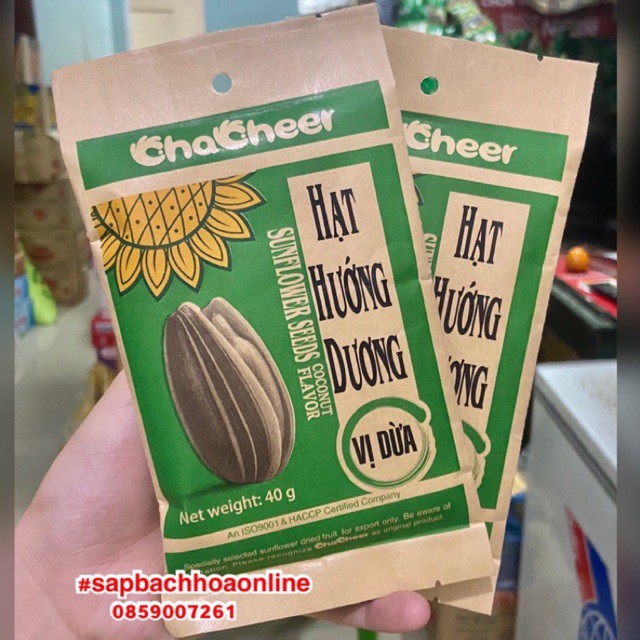 ChaCheer
HẠT
HƯỚNG
DƯƠNG
VỊ DỪA
SUNFLOWER SEEDS
COCONUT
FLAVOR
Net weight: 40 g
An ISO9001 & HACCP Certified Company
Specially selected sunflower dried fruit for export only. Be aware of
Please recognize ChaCheer as original product
Cheer
HẠT
HƯỚNG
#sapbachhoaonline
0859007261